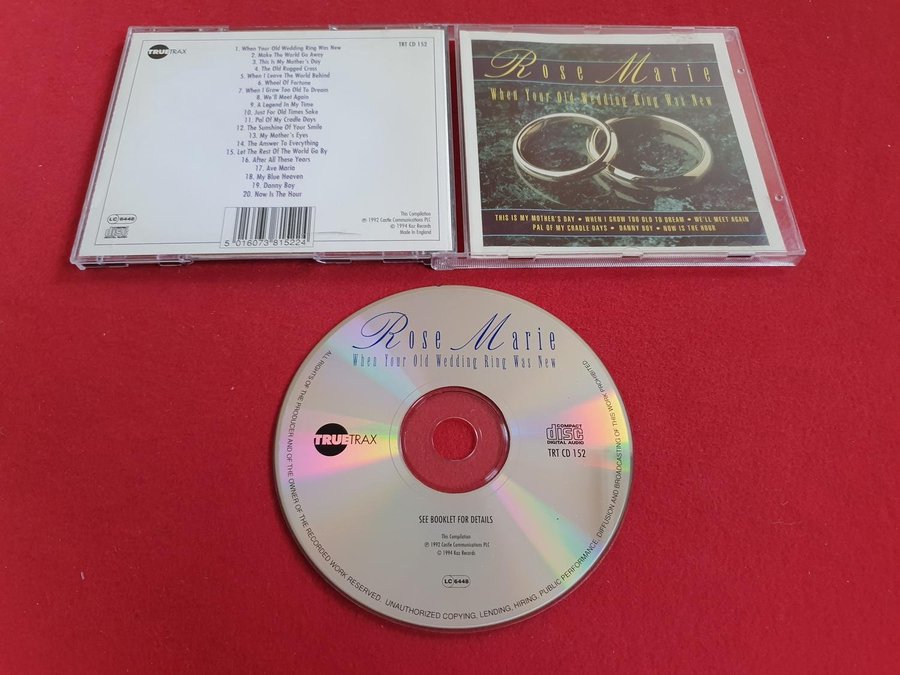 TRUETRAX
TRT CD 152
1. When Your Old Wedding Ring Was New
2. Make The World Go Away
3. This Is My Mother's Day
4. The Old Rugged Cross
5. When I Leave The World Behind
6. Wheel Of Fortune
7. When I Grow Too Old To Dream
8. We'll Meet Again
9. A Legend In My Time
10. Just For Old Times Sake
11. Pal Of My Cradle Days
12. The Sunshine Of Your Smile
13. My Mother's Eyes
14. The Answer To Everything
15. Let The Rest Of The World Go By
16. After All These Years
17. Ave Maria
18. My Blue Heaven
19. Danny Boy
20. Now Is The Hour
LC 6448
disc
5 016073 815224
This Compilation
℗ 1992 Castle Communications PLC
© 1994 Kaz Records
Made in England
Rose Marie
When Your Old Wedding Ring Was New
THIS IS MY MOTHER'S DAY • WHEN I GROW TOO OLD TO DREAM • WE'LL MEET AGAIN
PAL OF MY CRADLE DAYS • DANNY BOY • NOW IS THE HOUR
Rose Marie
When Your Old Wedding Ring Was New
TRUETRAX
COMPACT
disc
DIGITAL AUDIO
TRT CD 152
SEE BOOKLET FOR DETAILS
This Compilation
℗ 1992 Castle Communications PLC
© 1994 Kaz Records
LC 6448
ALL RIGHTS OF THE PRODUCER AND OF THE OWNER OF THE RECORDED WORK RESERVED. UNAUTHORIZED COPYING, LENDING, HIRING, PUBLIC PERFORMANCE, DIFFUSION AND BROADCASTING OF THIS WORK PROHIBITED.